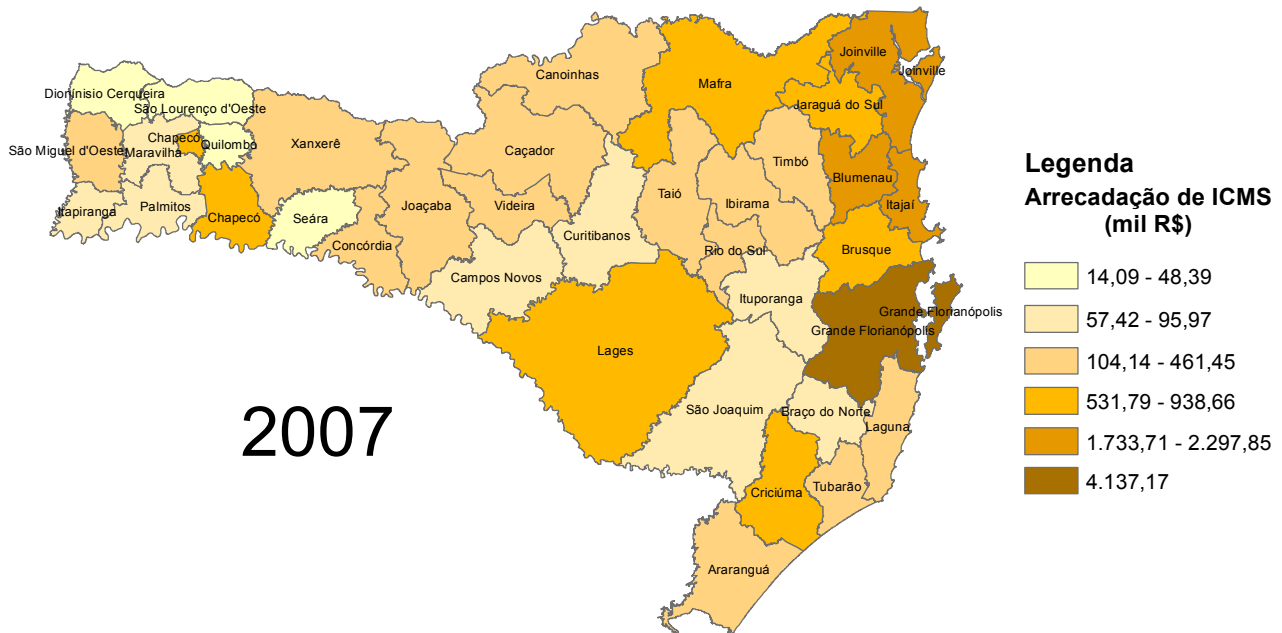 Joinville
Joinville
Canoinhas
Mafra
Dionínisio Cerqueira
Jaraguá do Sul
São Lourenço d'Oeste
Chapecó
Xanxerê
Quilombo
São Miguel d'Oeste
Maravilha
Caçador
Timbó
Blumenau
Taió
Ibirama
Itajaí
Itapiranga
Palmitos
Chapecó
Seára
Joaçaba
Videira
Curitibanos
Rio do Sul
Brusque
Concórdia
Campos Novos
Ituporanga
Grande Florianópolis
Grande Florianópolis
Lages
São Joaquim
Braço do Norte
Laguna
Criciúma
Tubarão
Araranguá
2007
Legenda
Arrecadação de ICMS
(mil R$)
14,09 - 48,39
57,42 - 95,97
104,14 - 461,45
531,79 - 938,66
1.733,71 - 2.297,85
4.137,17